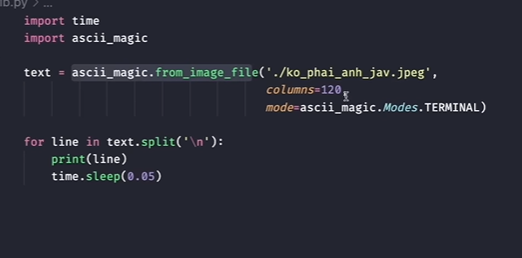 b.py > ...
import time
import ascii_magic
text = ascii_magic.from_image_file('./ko_phai_anh_jav.jpeg',
columns=120,
mode=ascii_magic.Modes.TERMINAL)
for line in text.split('\n'):
print(line)
time.sleep(0.05)